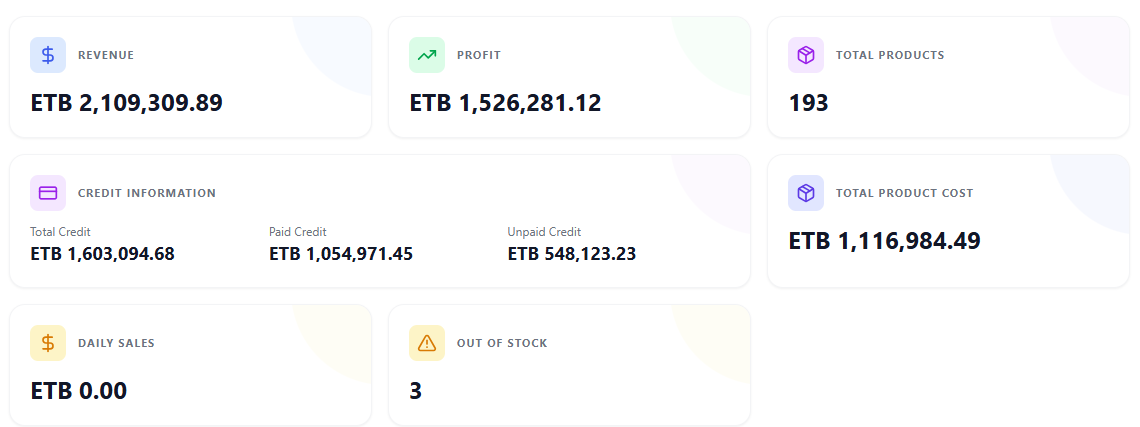 REVENUE
ETB 2,109,309.89
PROFIT
ETB 1,526,281.12
TOTAL PRODUCTS
193
CREDIT INFORMATION
Total Credit
ETB 1,603,094.68
Paid Credit
ETB 1,054,971.45
Unpaid Credit
ETB 548,123.23
TOTAL PRODUCT COST
ETB 1,116,984.49
DAILY SALES
ETB 0.00
OUT OF STOCK
3